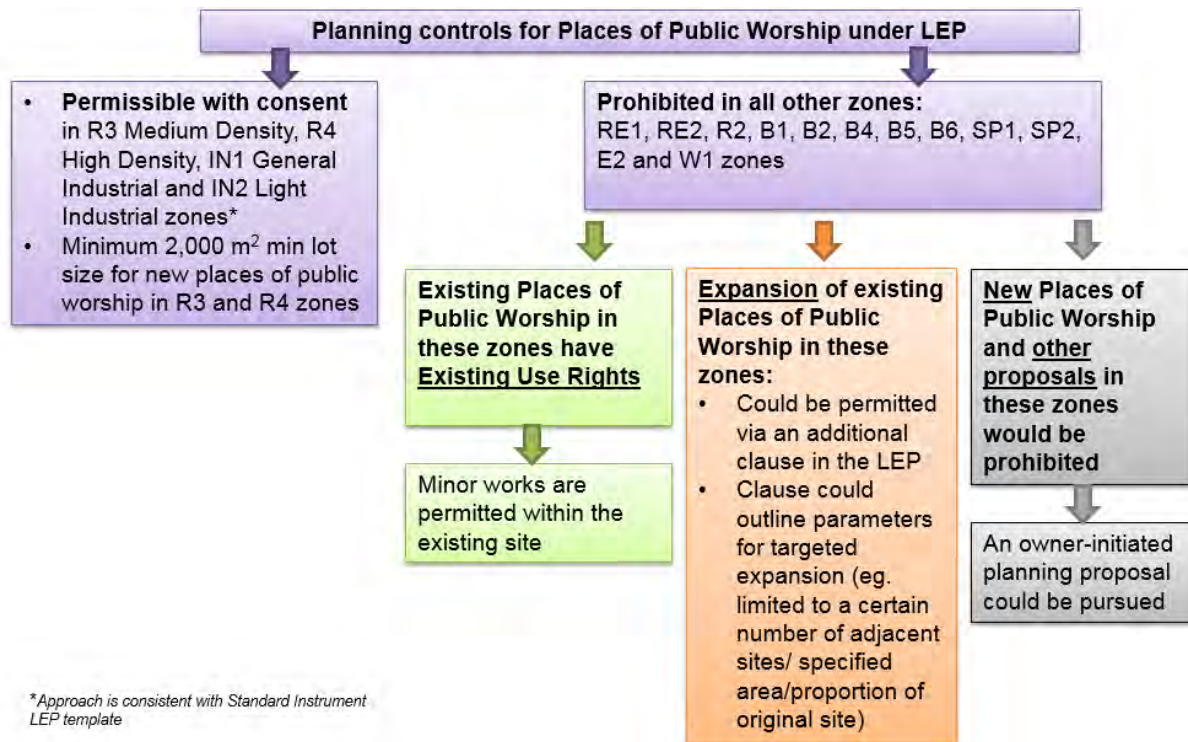 Planning controls for Places of Public Worship under LEP
• Permissible with consent
in R3 Medium Density, R4
High Density, IN1 General
Industrial and IN2 Light
Industrial zones*
• Minimum 2,000 m² min lot
size for new places of public
worship in R3 and R4 zones
Prohibited in all other zones:
RE1, RE2, R2, B1, B2, B4, B5, B6, SP1, SP2,
E2 and W1 zones
Existing Places of
Public Worship in
these zones have
Existing Use Rights
Minor works are
permitted within the
existing site
Expansion of existing
Places of Public
Worship in these
zones:
• Could be permitted
via an additional
clause in the LEP
• Clause could
outline parameters
for targeted
expansion (eg.
limited to a certain
number of adjacent
sites/ specified
area/proportion of
original site)
New Places of
Public Worship
and other
proposals in
these zones
would be
prohibited
An owner-initiated
planning proposal
could be pursued
*Approach is consistent with Standard Instrument
LEP template